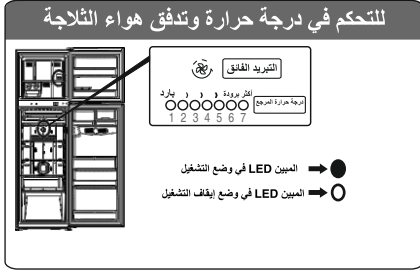 للتحكم في درجة حرارة وتدفق هواء الثلاجة
التبريد الفائق
بارد
أكثر برودة
1 2 3 4 5 6 7
درجة حرارة المرجع
المبين LED في وضع التشغيل
المبين LED في وضع إيقاف التشغيل